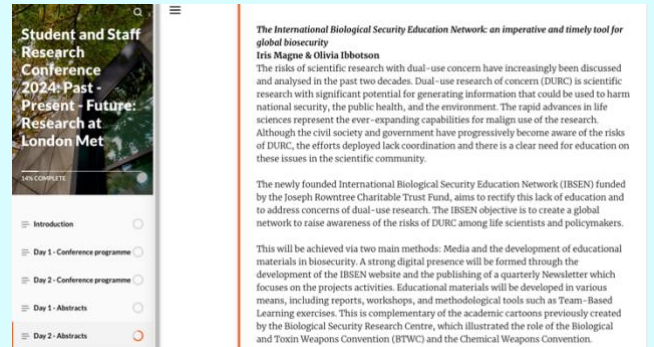 Student and Staff
Research
Conference
2024: Past -
Present - Future:
Research at
London Met
14% COMPLETE
Introduction
Day 1 - Conference programme
Day 2 - Conference programme
Day 1 - Abstracts
Day 2 - Abstracts
The International Biological Security Education Network: an imperative and timely tool for
global biosecurity
Iris Magne & Olivia Ibbotson
The risks of scientific research with dual-use concern have increasingly been discussed
and analysed in the past two decades. Dual-use research of concern (DURC) is scientific
research with significant potential for generating information that could be used to harm
national security, the public health, and the environment. The rapid advances in life
sciences represent the ever-expanding capabilities for malign use of the research.
Although the civil society and government have progressively become aware of the risks
of DURC, the efforts deployed lack coordination and there is a clear need for education on
these issues in the scientific community.
The newly founded International Biological Security Education Network (IBSEN) funded
by the Joseph Rowntree Charitable Trust Fund, aims to rectify this lack of education and
to address concerns of dual-use research. The IBSEN objective is to create a global
network to raise awareness of the risks of DURC among life scientists and policymakers.
This will be achieved via two main methods: Media and the development of educational
materials in biosecurity. A strong digital presence will be formed through the
development of the IBSEN website and the publishing of a quarterly Newsletter which
focuses on the projects activities. Educational materials will be developed in various
means, including reports, workshops, and methodological tools such as Team-Based
Learning exercises. This is complementary of the academic cartoons previously created
by the Biological Security Research Centre, which illustrated the role of the Biological
and Toxin Weapons Convention (BTWC) and the Chemical Weapons Convention.